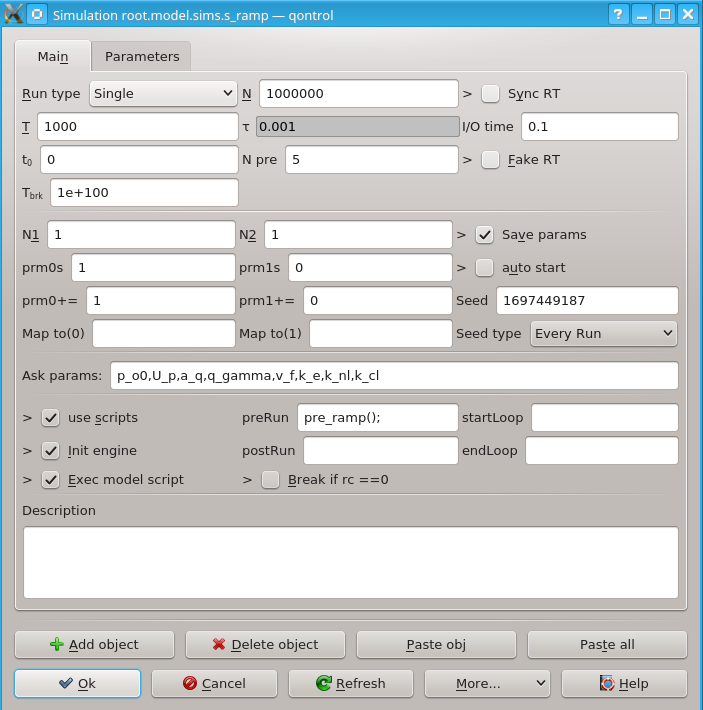 Simulation root.model.sims.s_ramp — qontrol
Main Parameters
Run type Single N 1000000 > Sync RT
T 1000 τ 0.001 I/O time 0.1
t₀ 0 N pre 5 > Fake RT
Tbrk 1e+100
N1 1 N2 1 > Save params
prm0s 1 prm1s 0 > auto start
prm0+= 1 prm1+= 0 Seed 1697449187
Map to(0) Map to(1) Seed type Every Run
Ask params: p_o0,U_p,a_q,q_gamma,v_f,k_e,k_nl,k_cl
> use scripts preRun pre_ramp(); startLoop
> Init engine postRun endLoop
> Exec model script > Break if rc ==0
Description
Add object Delete object Paste obj Paste all
Ok Cancel Refresh More... Help